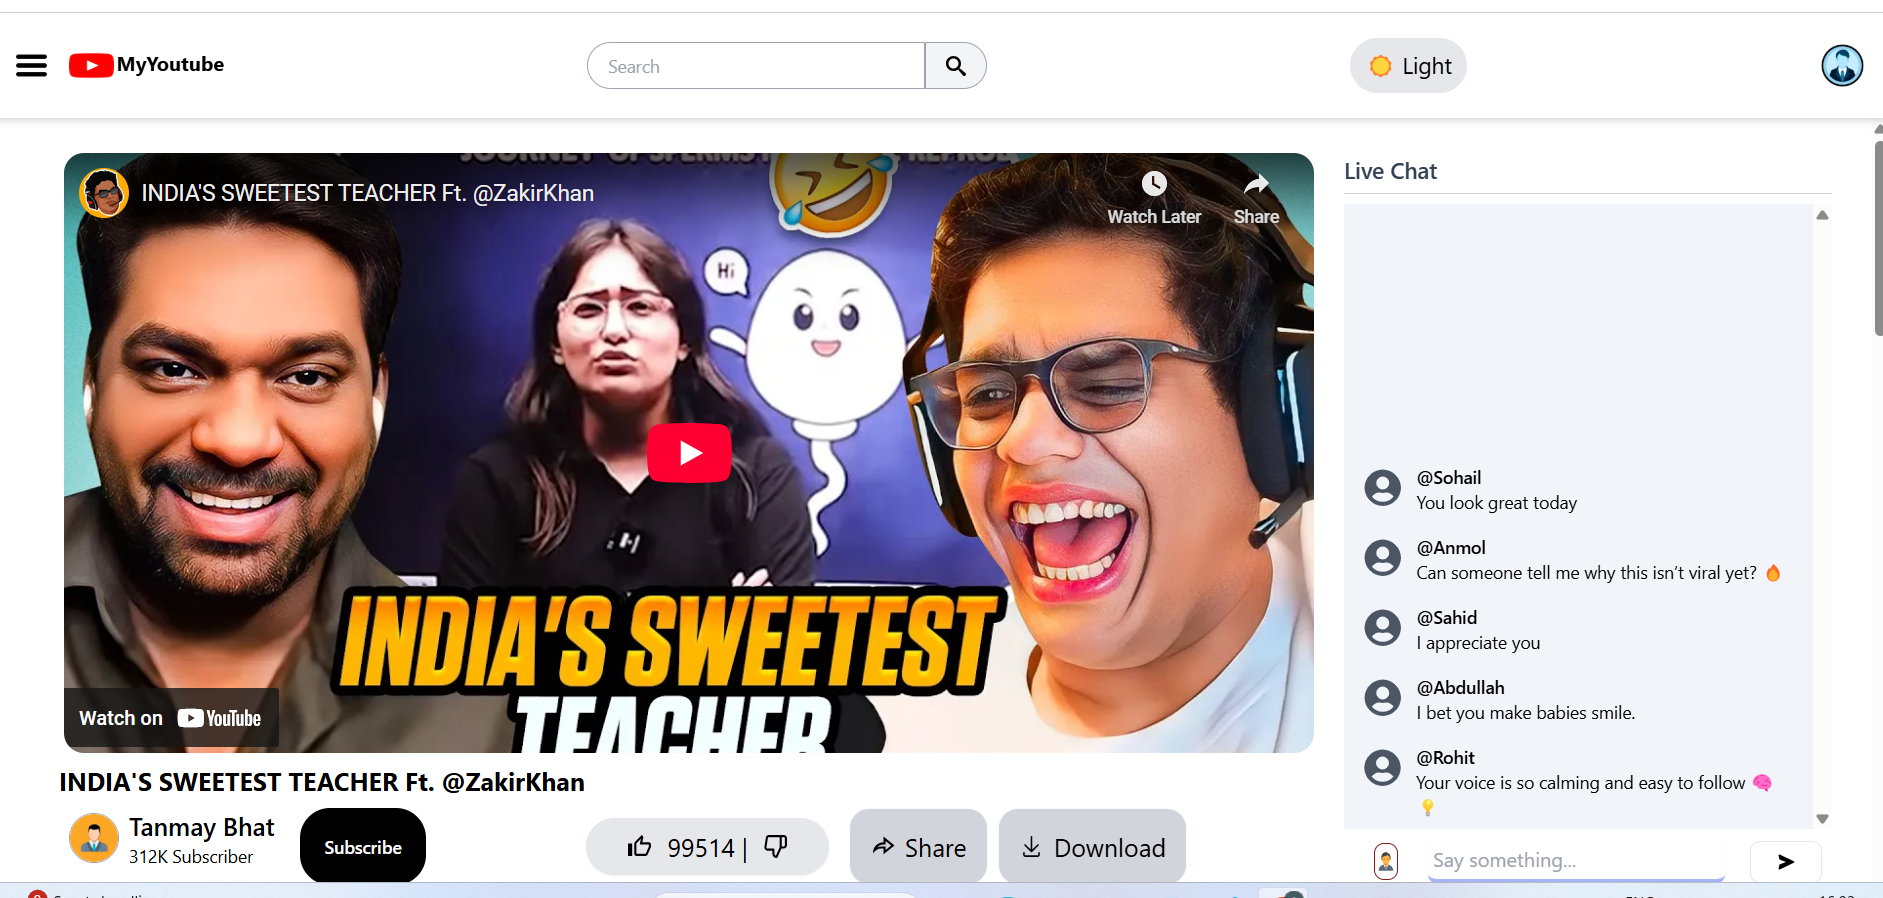 MyYoutube
Search
Light
INDIA'S SWEETEST TEACHER Ft. @ZakirKhan
Watch Later
Share
Hi
INDIA'S SWEETEST
TEACHER
Watch on YouTube
INDIA'S SWEETEST TEACHER Ft. @ZakirKhan
Tanmay Bhat
312K Subscriber
Subscribe
99514 |
Share
Download
Live Chat
@Sohail
You look great today
@Anmol
Can someone tell me why this isn’t viral yet? 🔥
@Sahid
I appreciate you
@Abdullah
I bet you make babies smile.
@Rohit
Your voice is so calming and easy to follow 🧠
💡
Say something...